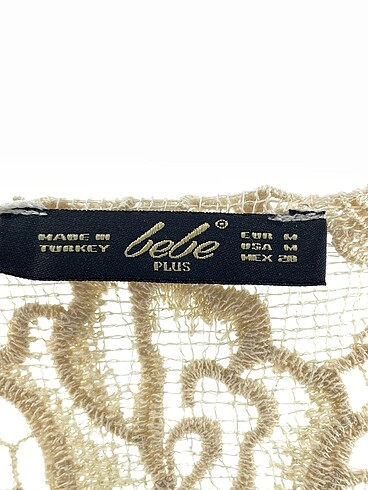 MADE IN
TURKEY
bebe®
PLUS
EUR M
USA M
MEX 28